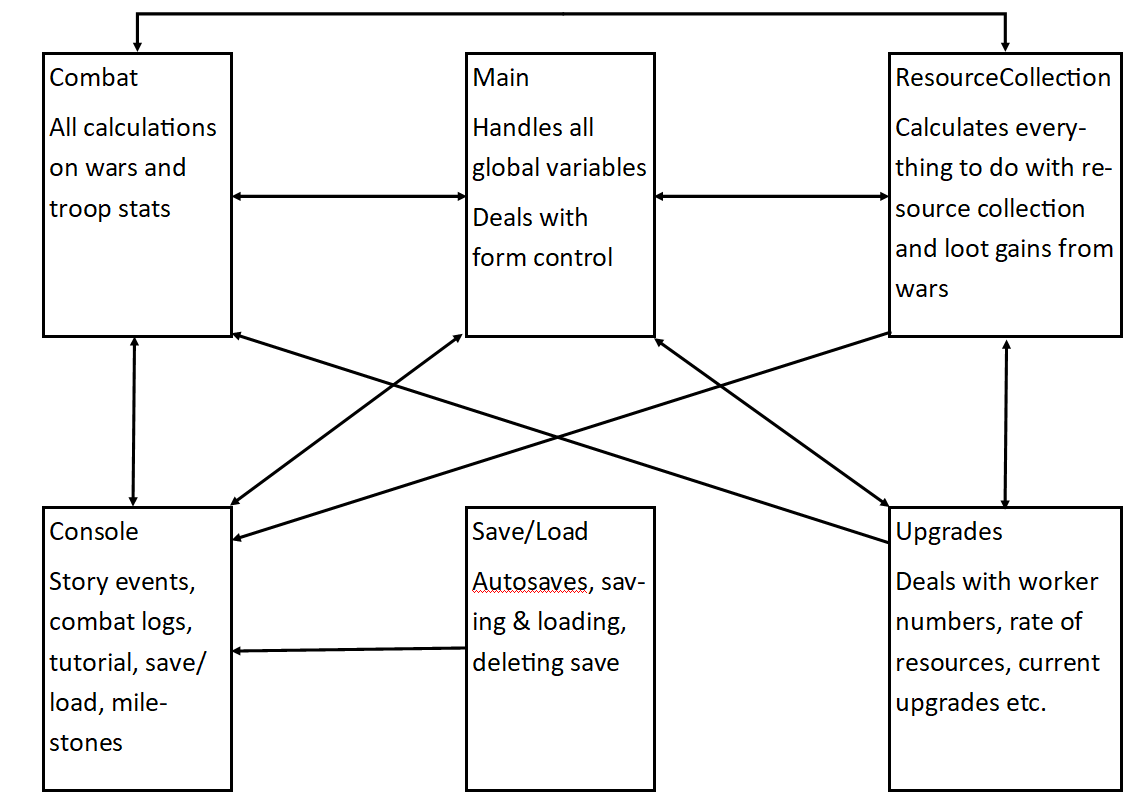 Combat
All calculations
on wars and
troop stats
Main
Handles all
global variables
Deals with
form control
ResourceCollection
Calculates every-
thing to do with re-
source collection
and loot gains from
wars
Console
Story events,
combat logs,
tutorial, save/
load, mile-
stones
Save/Load
Autosaves, sav-
ing & loading,
deleting save
Upgrades
Deals with worker
numbers, rate of
resources, current
upgrades etc.